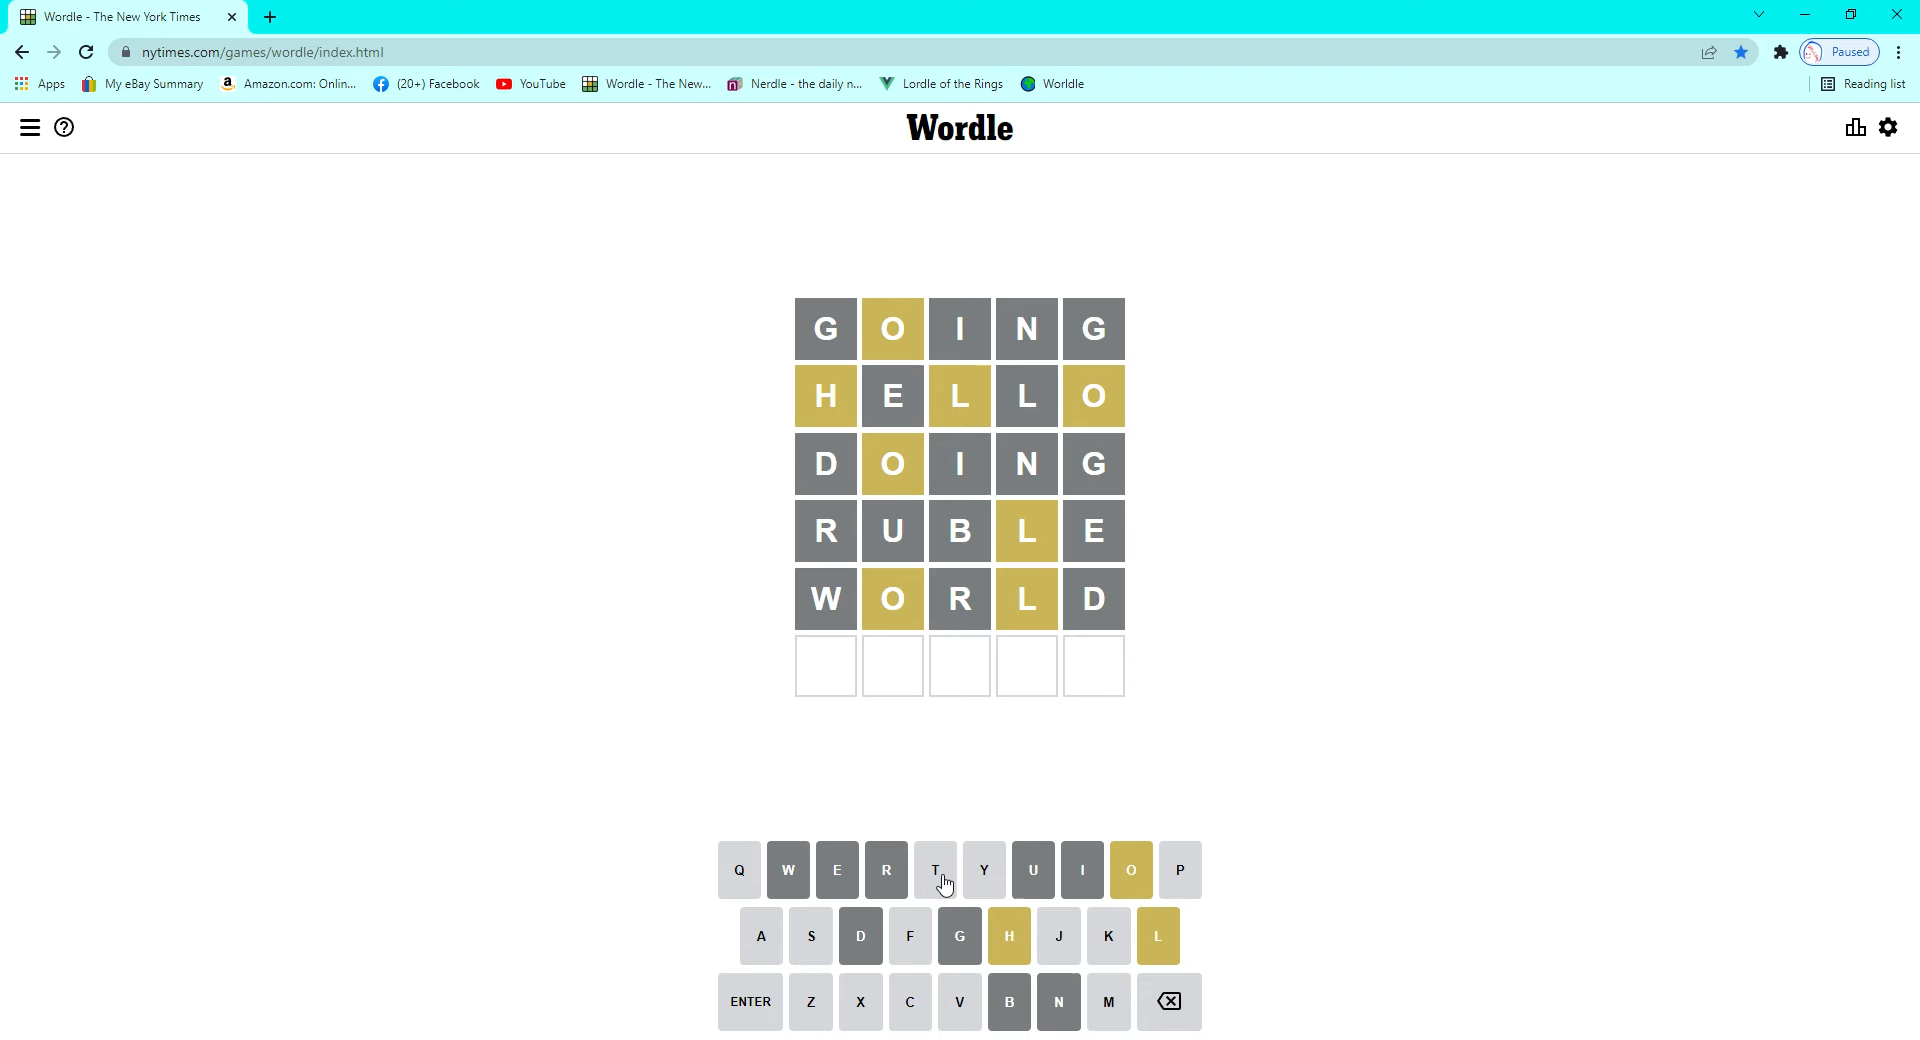 Wordle - The New York Times
nytimes.com/games/wordle/index.html
Paused
Apps My eBay Summary Amazon.com: Onlin... (20+) Facebook YouTube Wordle - The New... Nerdle - the daily n... Lordle of the Rings Worldle Reading list
Wordle
G O I N G
H E L L O
D O I N G
R U B L E
W O R L D
Q W E R T Y U I O P
A S D F G H J K L
ENTER Z X C V B N M